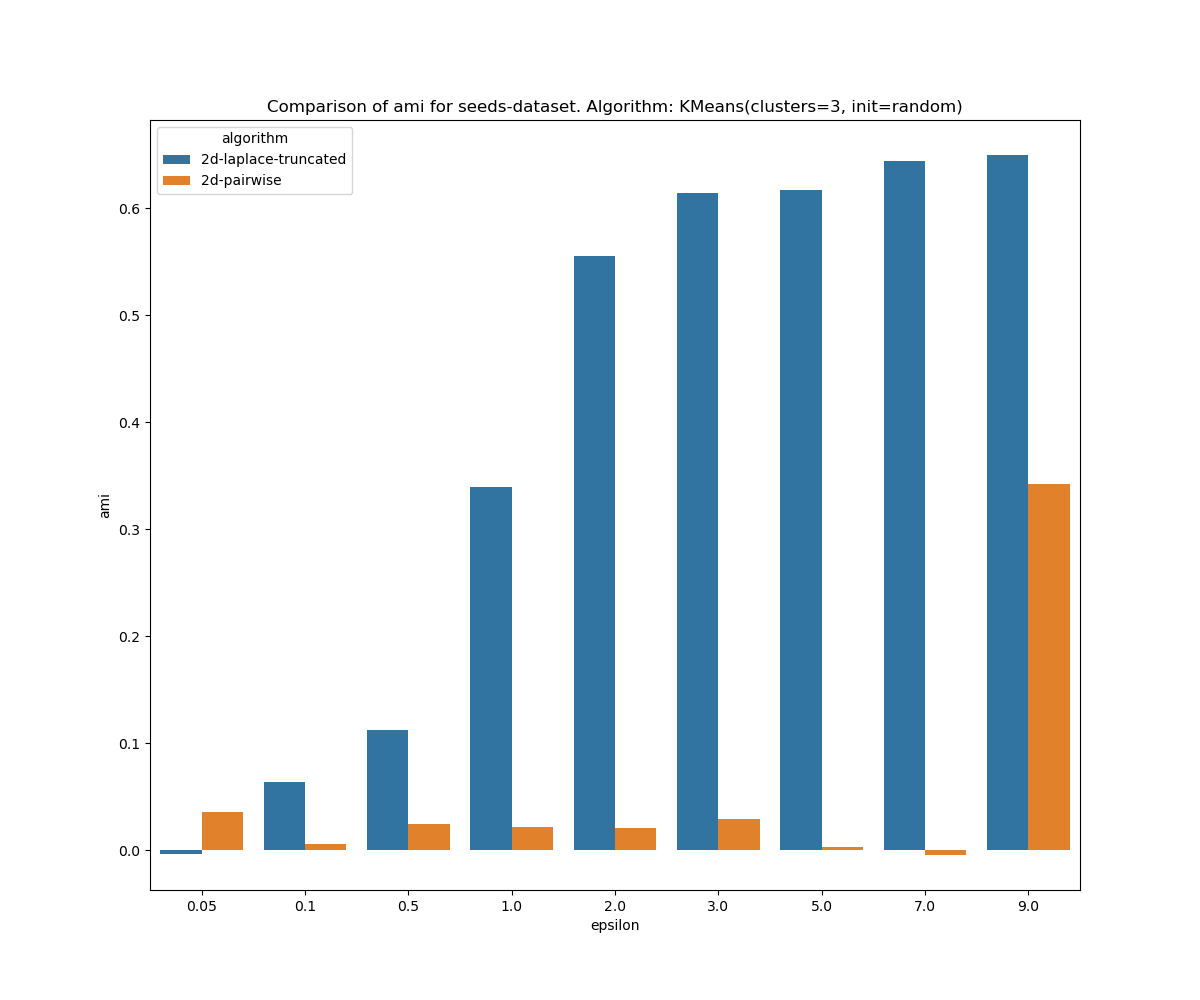 Comparison of ami for seeds-dataset. Algorithm: KMeans(clusters=3, init=random)
algorithm
2d-laplace-truncated
2d-pairwise
0.6
0.5
0.4
0.3
0.2
0.1
0.0
ami
0.05 0.1 0.5 1.0 2.0 3.0 5.0 7.0 9.0
epsilon